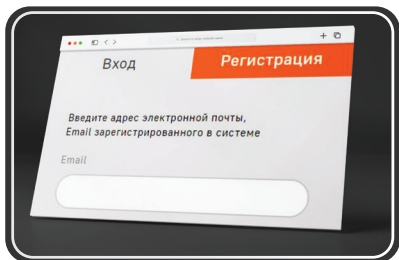 Вход
Регистрация
Введите адрес электронной почты,
Email зарегистрированного в системе
Email